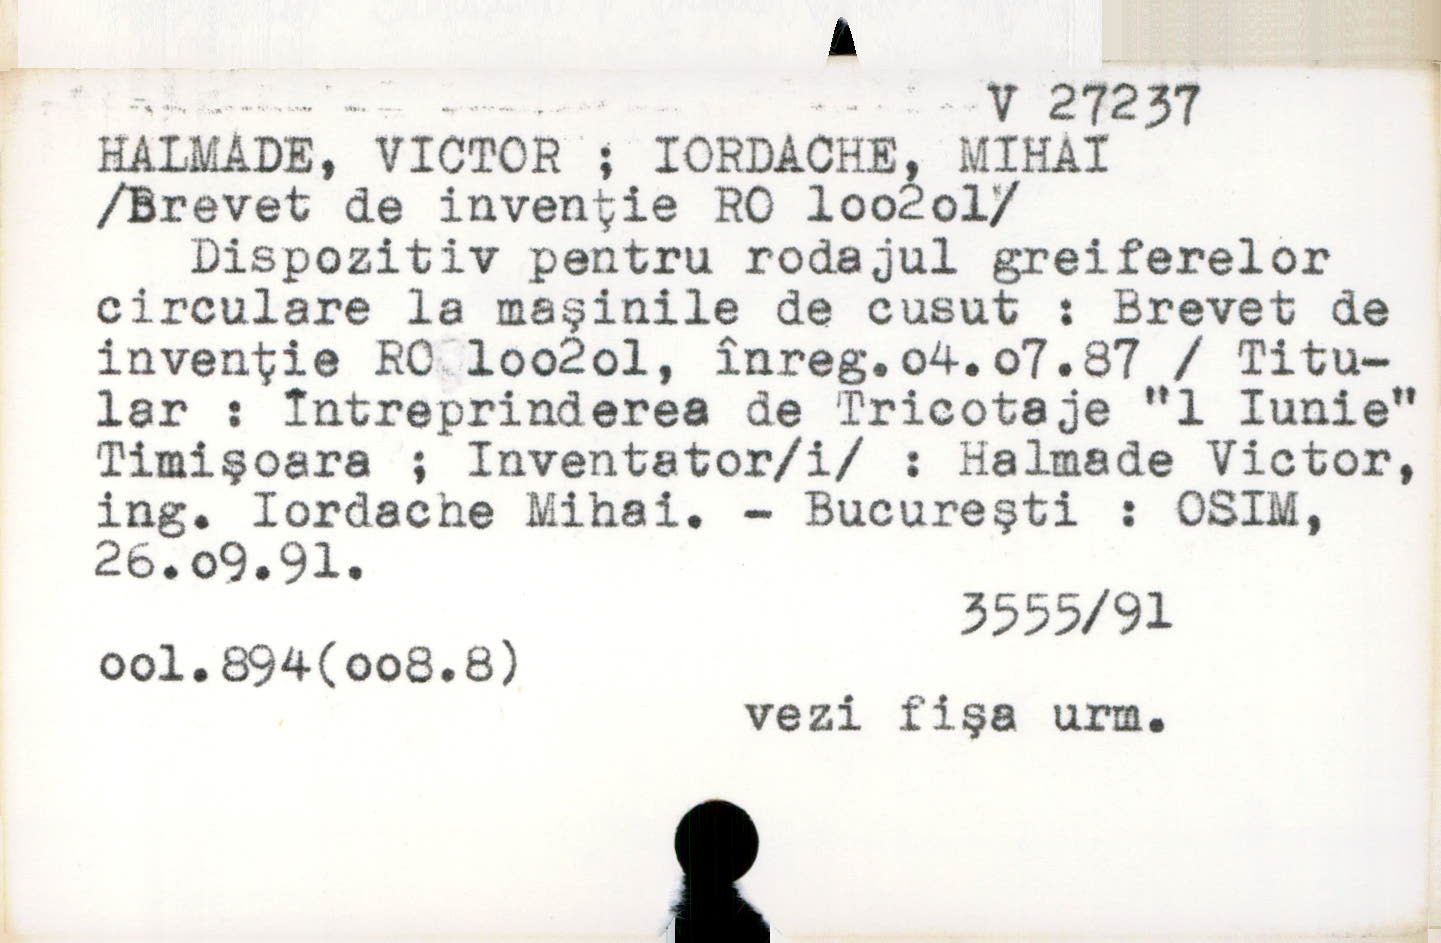 V 27237
HALMADE, VICTOR ; IORDACHE, MIHAI
/Brevet de invenţie RO loo2ol/
Dispozitiv pentru rodajul greiferelor
circulare la maşinile de cusut : Brevet de
invenţie RO loo2ol, înreg.o4.o7.87 / Titu-
lar : Întreprinderea de Tricotaje "l Iunie"
Timişoara ; Inventator/i/ : Halmade Victor,
ing. Iordache Mihai. - Bucureşti : OSIM,
26.o9.91.
3555/91
ool.894(oo8.8)
vezi fişa urm.